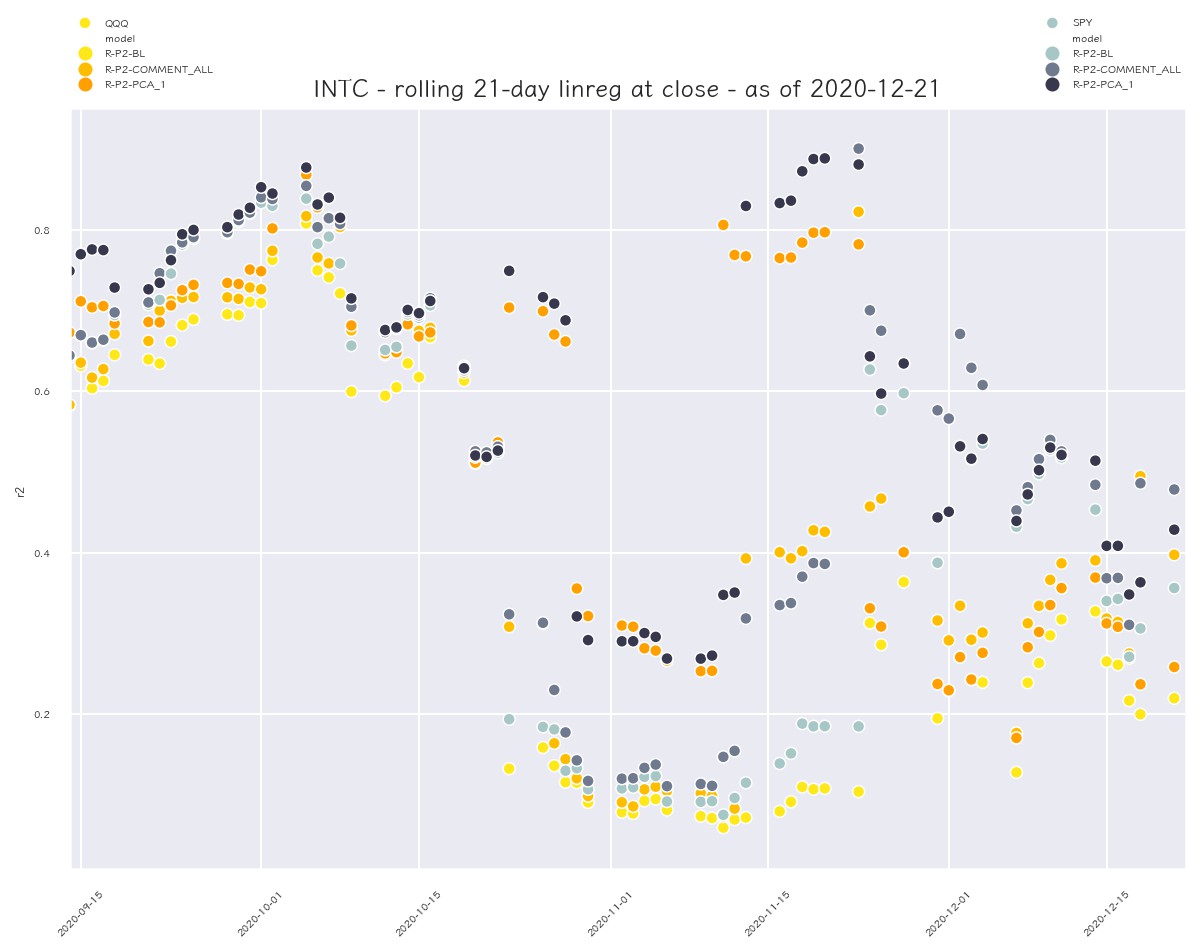 QQQ
model
R-P2-BL
R-P2-COMMENT_ALL
R-P2-PCA_1
SPY
model
R-P2-BL
R-P2-COMMENT_ALL
R-P2-PCA_1
INTC - rolling 21-day linreg at close - as of 2020-12-21
0.8
0.6
0.4
0.2
r2
2020-09-15
2020-10-01
2020-10-15
2020-11-01
2020-11-15
2020-12-01
2020-12-15